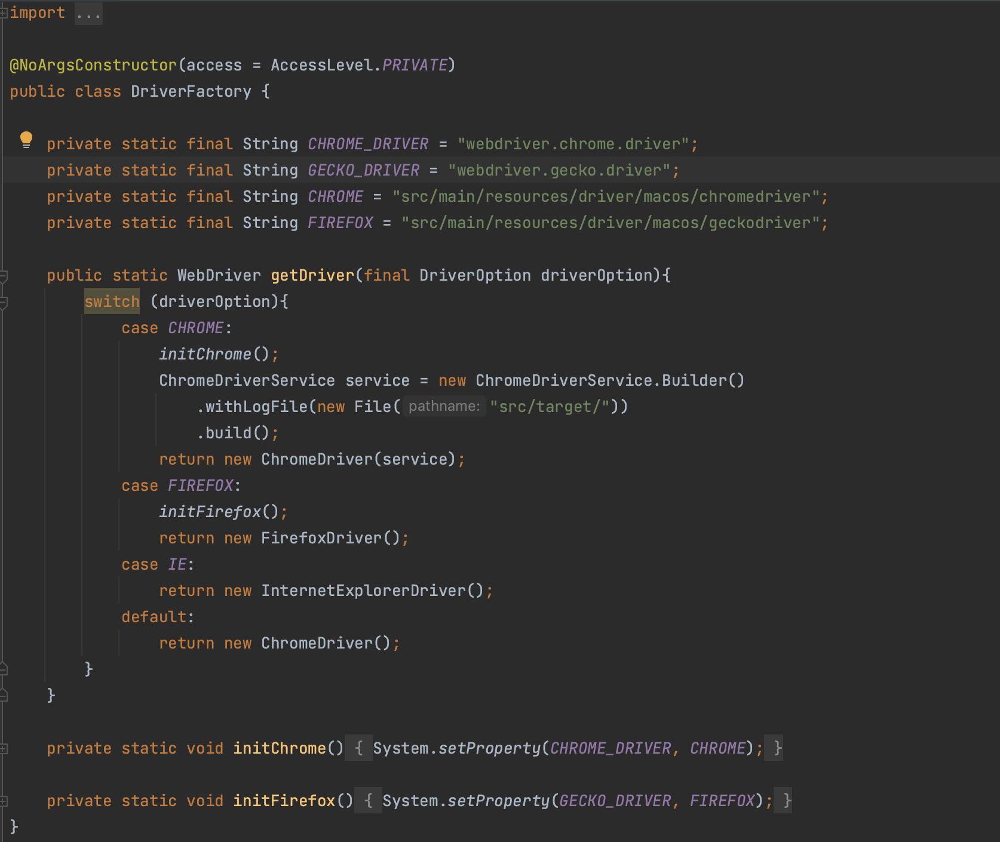 import ...
@NoArgsConstructor(access = AccessLevel.PRIVATE)
public class DriverFactory {
private static final String CHROME_DRIVER = "webdriver.chrome.driver";
private static final String GECKO_DRIVER = "webdriver.gecko.driver";
private static final String CHROME = "src/main/resources/driver/macos/chromedriver";
private static final String FIREFOX = "src/main/resources/driver/macos/geckodriver";
public static WebDriver getDriver(final DriverOption driverOption){
switch (driverOption){
case CHROME:
initChrome();
ChromeDriverService service = new ChromeDriverService.Builder()
.withLogFile(new File( pathname: "src/target/"))
.build();
return new ChromeDriver(service);
case FIREFOX:
initFirefox();
return new FirefoxDriver();
case IE:
return new InternetExplorerDriver();
default:
return new ChromeDriver();
}
}
private static void initChrome() { System.setProperty(CHROME_DRIVER, CHROME); }
private static void initFirefox() { System.setProperty(GECKO_DRIVER, FIREFOX); }
}